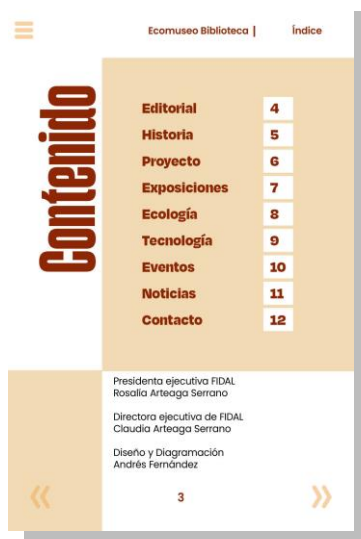 Ecomuseo Biblioteca | Índice
Contenido
Editorial 4
Historia 5
Proyecto 6
Exposiciones 7
Ecología 8
Tecnología 9
Eventos 10
Noticias 11
Contacto 12
Presidenta ejecutiva FIDAL
Rosalía Arteaga Serrano
Directora ejecutiva de FIDAL
Claudia Arteaga Serrano
Diseño y Diagramación
Andrés Fernández
3